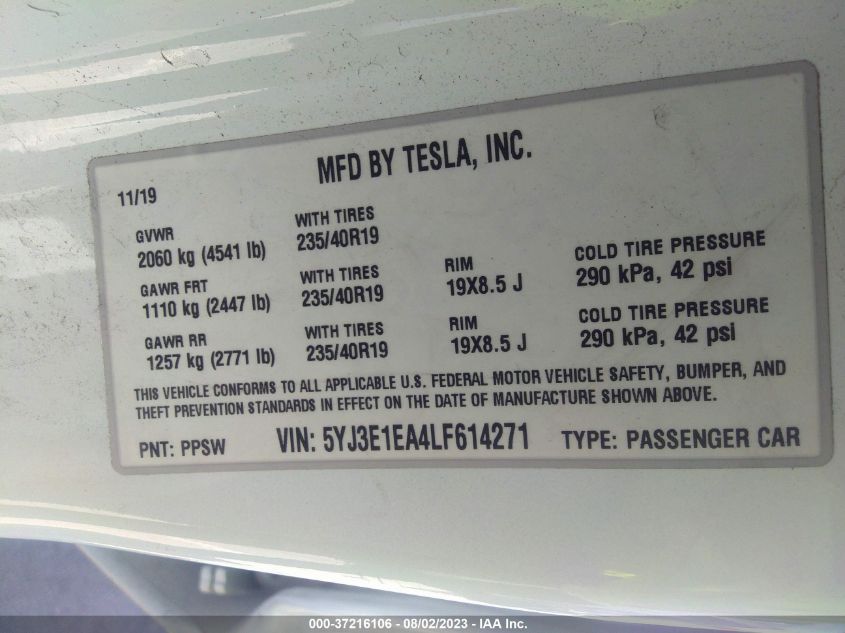 MFD BY TESLA, INC.
11/19
GVWR WITH TIRES
2060 kg (4541 lb) 235/40R19
GAWR FRT WITH TIRES RIM COLD TIRE PRESSURE
1110 kg (2447 lb) 235/40R19 19X8.5 J 290 kPa, 42 psi
GAWR RR WITH TIRES RIM COLD TIRE PRESSURE
1257 kg (2771 lb) 235/40R19 19X8.5 J 290 kPa, 42 psi
THIS VEHICLE CONFORMS TO ALL APPLICABLE U.S. FEDERAL MOTOR VEHICLE SAFETY, BUMPER, AND
THEFT PREVENTION STANDARDS IN EFFECT ON THE DATE OF MANUFACTURE SHOWN ABOVE.
PNT: PPSW VIN: 5YJ3E1EA4LF614271 TYPE: PASSENGER CAR
000-37216106 - 08/02/2023 - IAA Inc.